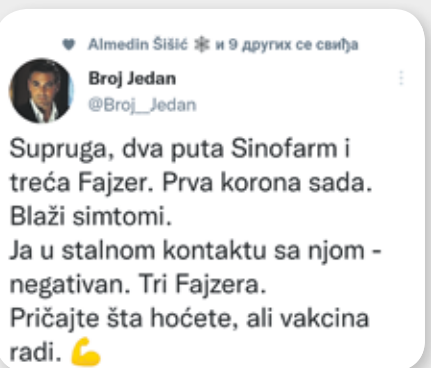 Almedin Šišić ❄ и 9 других се свиђа
Broj Jedan
@Broj__Jedan
Supruga, dva puta Sinofarm i
treća Fajzer. Prva korona sada.
Blaži simtomi.
Ja u stalnom kontaktu sa njom -
negativan. Tri Fajzera.
Pričajte šta hoćete, ali vakcina
radi. 💪